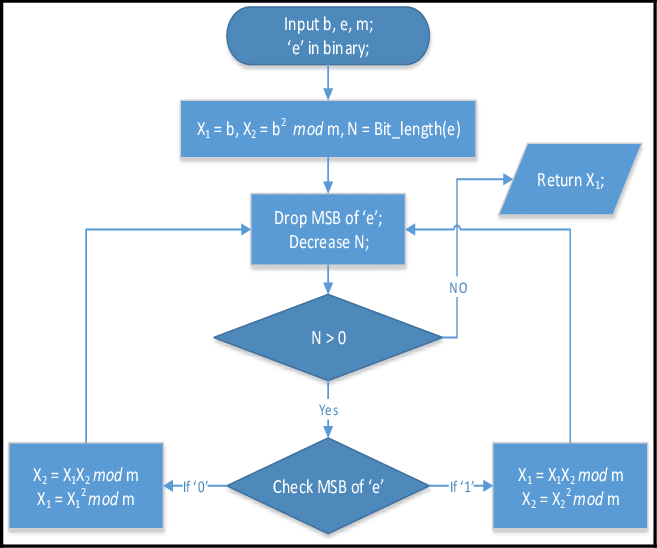 Input b, e, m;
‘e’ in binary;
X₁ = b, X₂ = b² mod m, N = Bit_length(e)
Return X₁;
Drop MSB of ‘e’;
Decrease N;
NO
N > 0
Yes
X₂ = X₁X₂ mod m
X₁ = X₁² mod m
If ‘0’
Check MSB of ‘e’
If ‘1’
X₁ = X₁X₂ mod m
X₂ = X₂² mod m